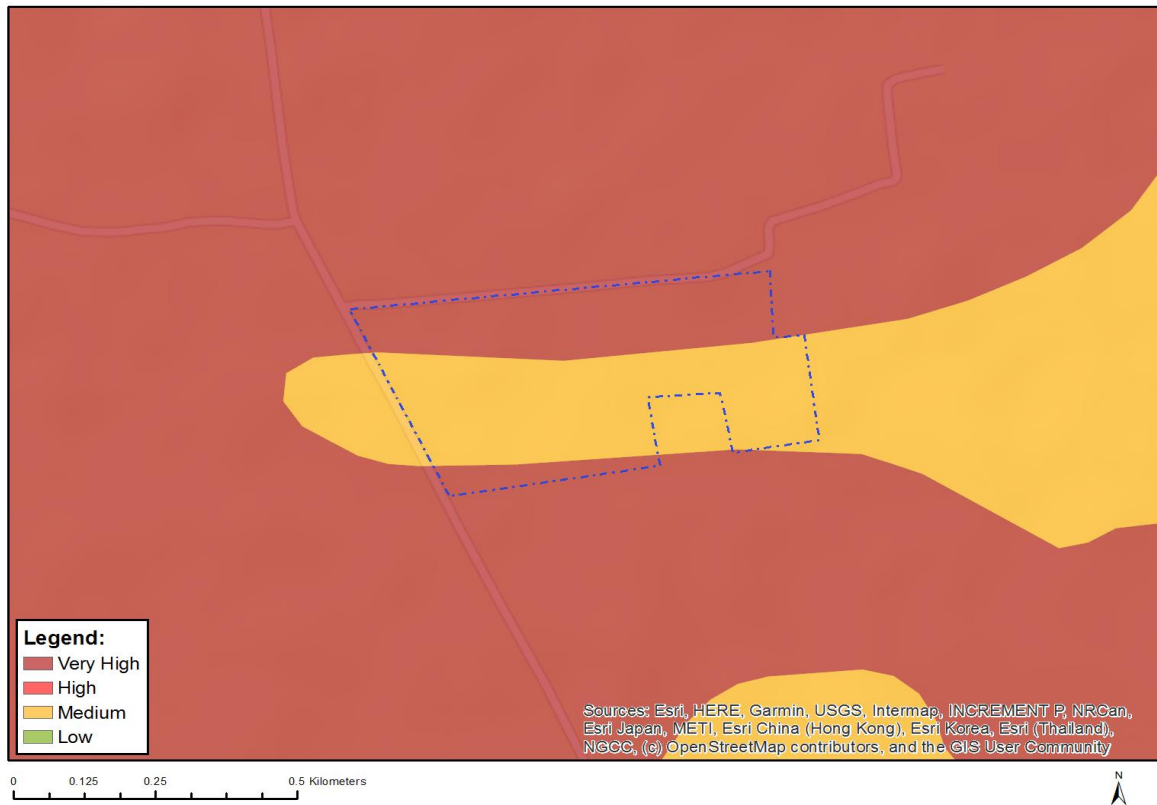 Legend:
Very High
High
Medium
Low
Sources: Esri, HERE, Garmin, USGS, Intermap, INCREMENT P, NRCan,
Esri Japan, METI, Esri China (Hong Kong), Esri Korea, Esri (Thailand),
NGCC, (c) OpenStreetMap contributors, and the GIS User Community
0 0.125 0.25 0.5 Kilometers
N